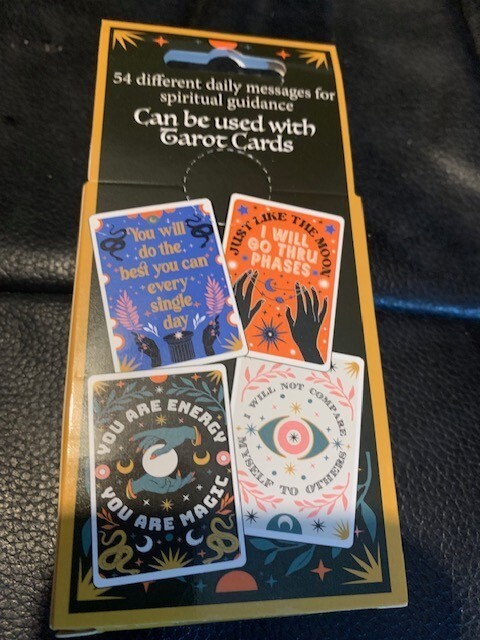 54 different daily messages for
spiritual guidance
Can be used with
Tarot Cards
You will
do the
best you can
every
single
day
JUST LIKE THE MOON
I WILL
GO THRU
PHASES
YOU ARE ENERGY
YOU ARE MAGIC
I WILL NOT COMPARE
MYSELF TO OTHERS